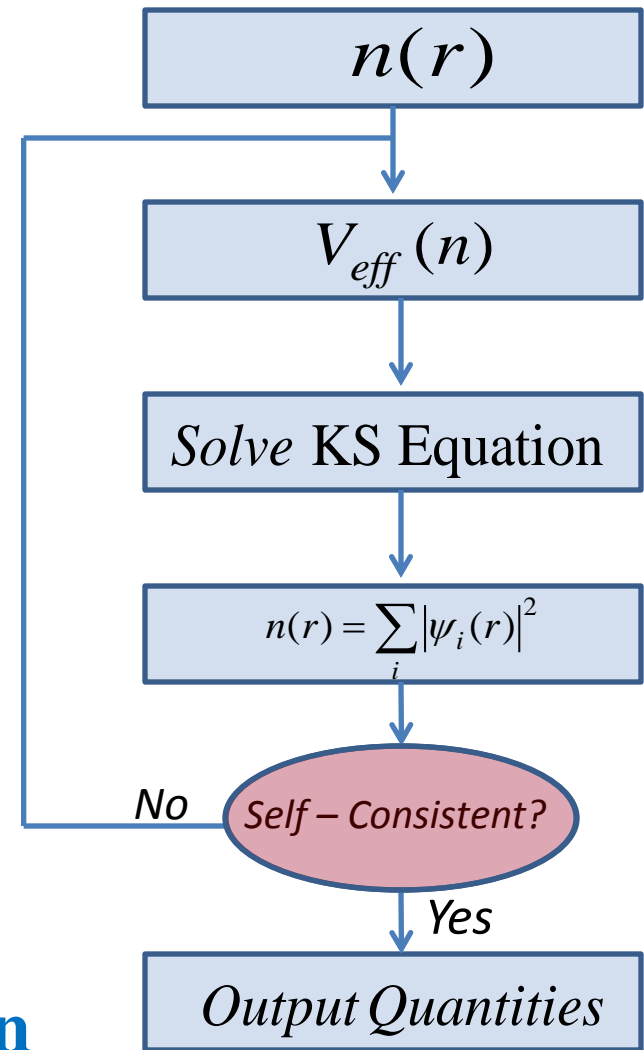 n(r)
V_eff (n)
Solve KS Equation
n(r) = ∑_i |ψ_i(r)|²
No
Self – Consistent?
Yes
Output Quantities
n